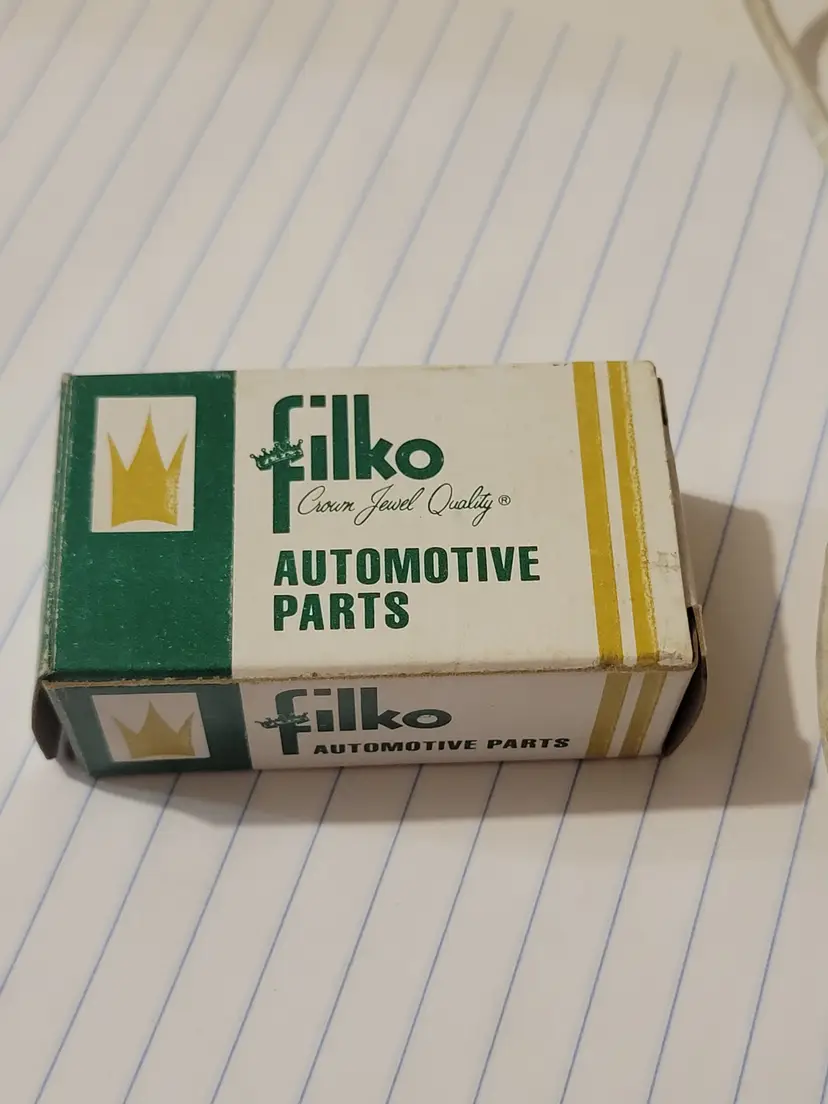 filko
Crown Jewel Quality®
AUTOMOTIVE
PARTS
filko
AUTOMOTIVE PARTS